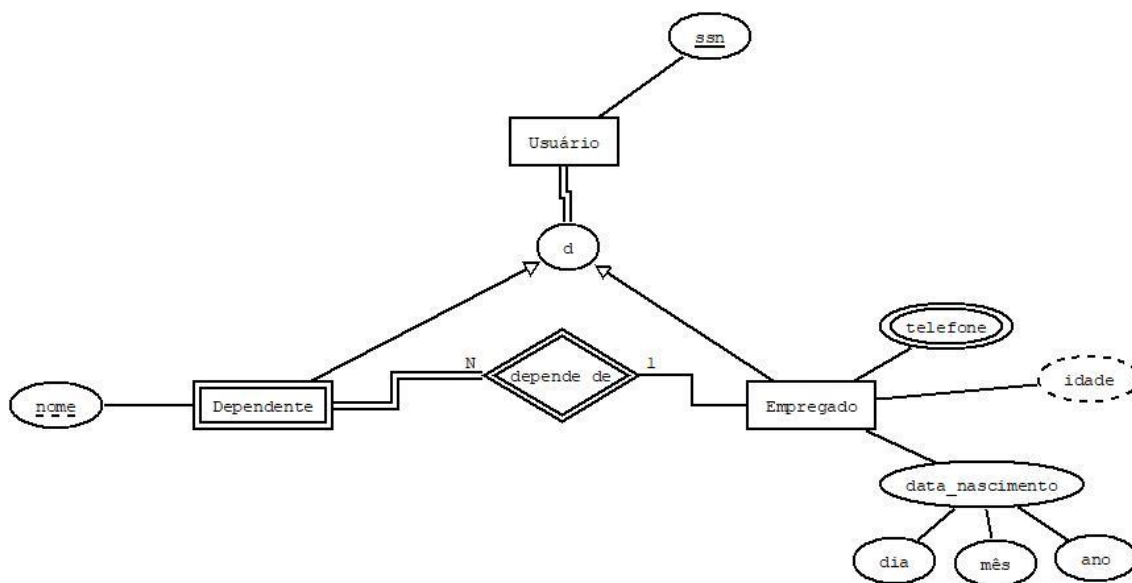 ssn
Usuário
d
telefone
N
1
depende de
idade
nome
Dependente
Empregado
data_nascimento
dia
mês
ano